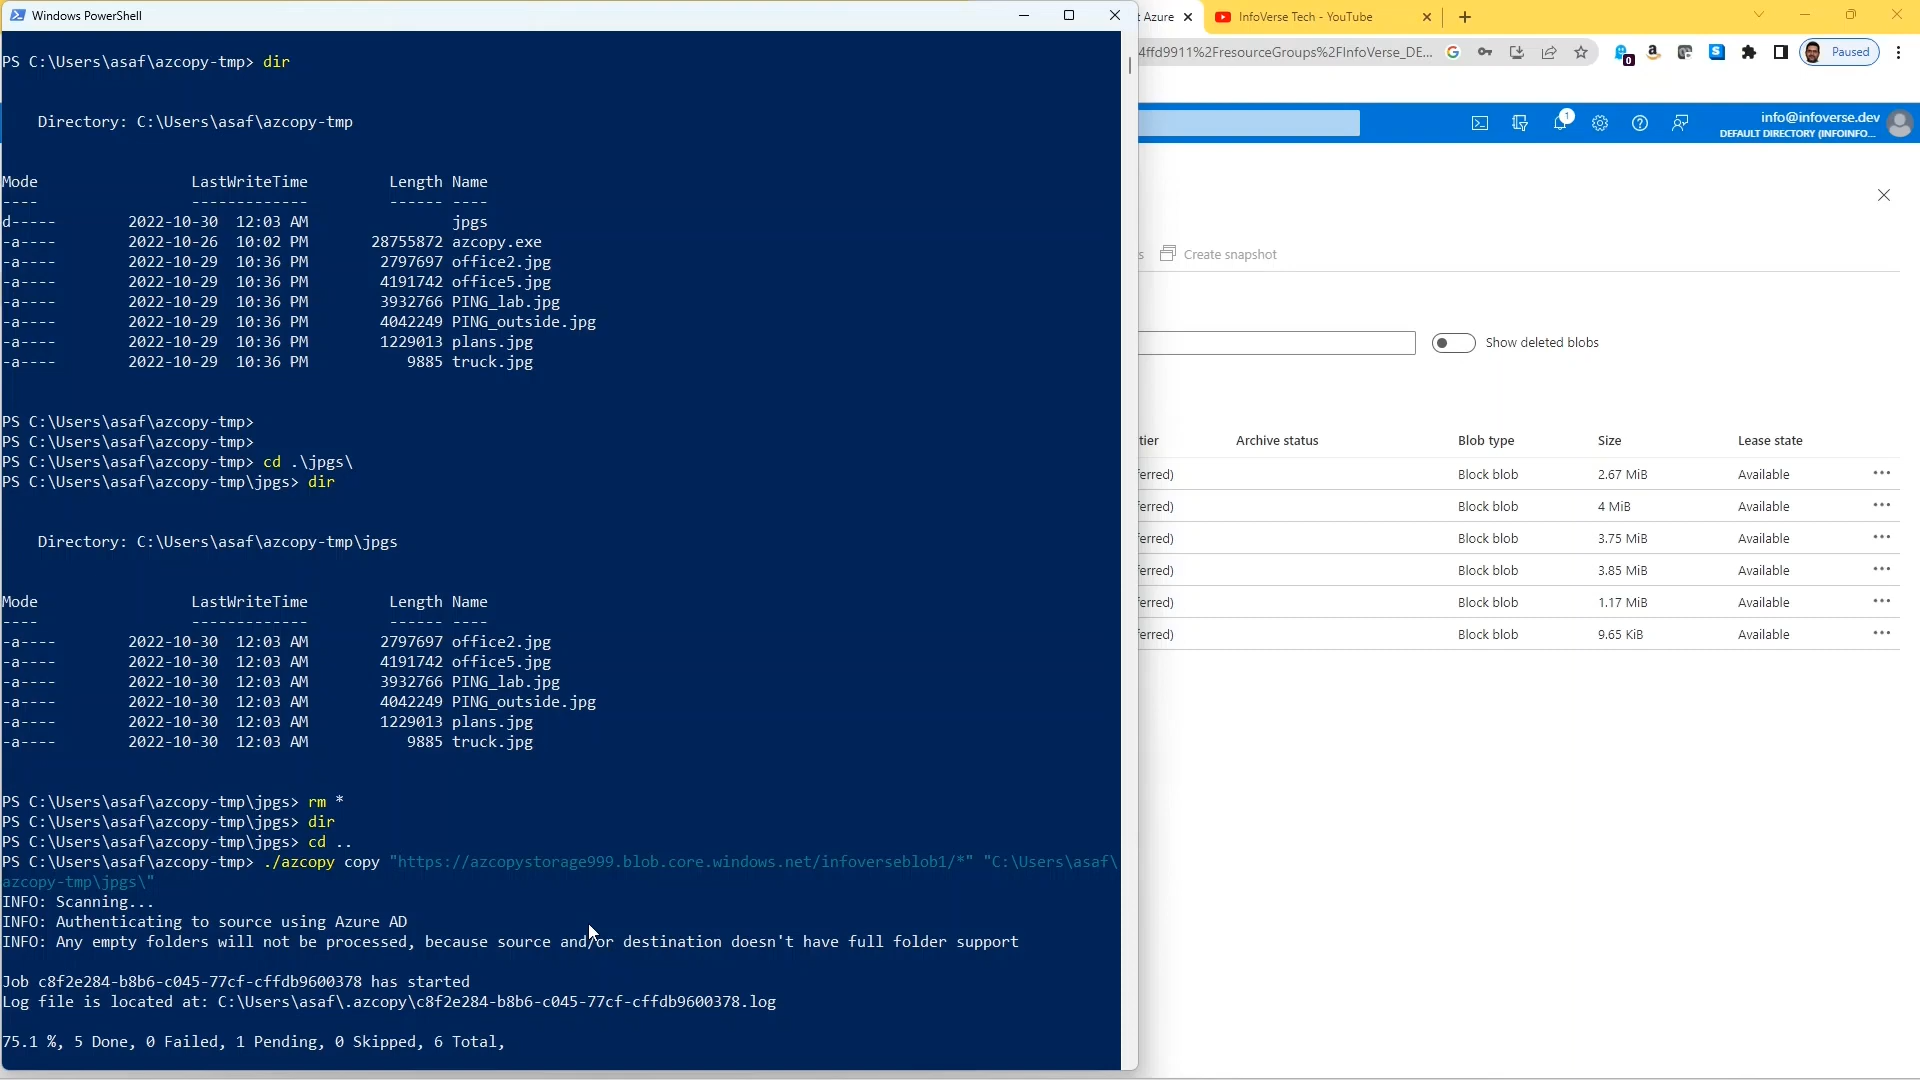 Windows PowerShell
PS C:\Users\asaf\azcopy-tmp> dir
Directory: C:\Users\asaf\azcopy-tmp
Mode LastWriteTime Length Name
---- ------------- ------ ----
d----- 2022-10-30 12:03 AM jpgs
-a---- 2022-10-26 10:02 PM 28755872 azcopy.exe
-a---- 2022-10-29 10:36 PM 2797697 office2.jpg
-a---- 2022-10-29 10:36 PM 4191742 office5.jpg
-a---- 2022-10-29 10:36 PM 3932766 PING_lab.jpg
-a---- 2022-10-29 10:36 PM 4042249 PING_outside.jpg
-a---- 2022-10-29 10:36 PM 1229013 plans.jpg
-a---- 2022-10-29 10:36 PM 9885 truck.jpg
PS C:\Users\asaf\azcopy-tmp>
PS C:\Users\asaf\azcopy-tmp>
PS C:\Users\asaf\azcopy-tmp> cd .\jpgs\
PS C:\Users\asaf\azcopy-tmp\jpgs> dir
Directory: C:\Users\asaf\azcopy-tmp\jpgs
Mode LastWriteTime Length Name
---- ------------- ------ ----
-a---- 2022-10-30 12:03 AM 2797697 office2.jpg
-a---- 2022-10-30 12:03 AM 4191742 office5.jpg
-a---- 2022-10-30 12:03 AM 3932766 PING_lab.jpg
-a---- 2022-10-30 12:03 AM 4042249 PING_outside.jpg
-a---- 2022-10-30 12:03 AM 1229013 plans.jpg
-a---- 2022-10-30 12:03 AM 9885 truck.jpg
PS C:\Users\asaf\azcopy-tmp\jpgs> rm *
PS C:\Users\asaf\azcopy-tmp\jpgs> dir
PS C:\Users\asaf\azcopy-tmp\jpgs> cd ..
PS C:\Users\asaf\azcopy-tmp> ./azcopy copy "https://azcopystorage999.blob.core.windows.net/infoverseblob1/*" "C:\Users\asaf\
azcopy-tmp\jpgs\"
INFO: Scanning...
INFO: Authenticating to source using Azure AD
INFO: Any empty folders will not be processed, because source and/or destination doesn't have full folder support
Job c8f2e284-b8b6-c045-77cf-cffdb9600378 has started
Log file is located at: C:\Users\asaf\.azcopy\c8f2e284-b8b6-c045-77cf-cffdb9600378.log
75.1 %, 5 Done, 0 Failed, 1 Pending, 0 Skipped, 6 Total,
t Azure
InfoVerse Tech - YouTube
4ffd9911%2FresourceGroups%2FInfoVerse_DE...
0
Paused
1
info@infoverse.dev
DEFAULT DIRECTORY (INFOINFO...
s Create snapshot
Show deleted blobs
tier Archive status Blob type Size Lease state
erred) Block blob 2.67 MiB Available
erred) Block blob 4 MiB Available
erred) Block blob 3.75 MiB Available
erred) Block blob 3.85 MiB Available
erred) Block blob 1.17 MiB Available
erred) Block blob 9.65 KiB Available